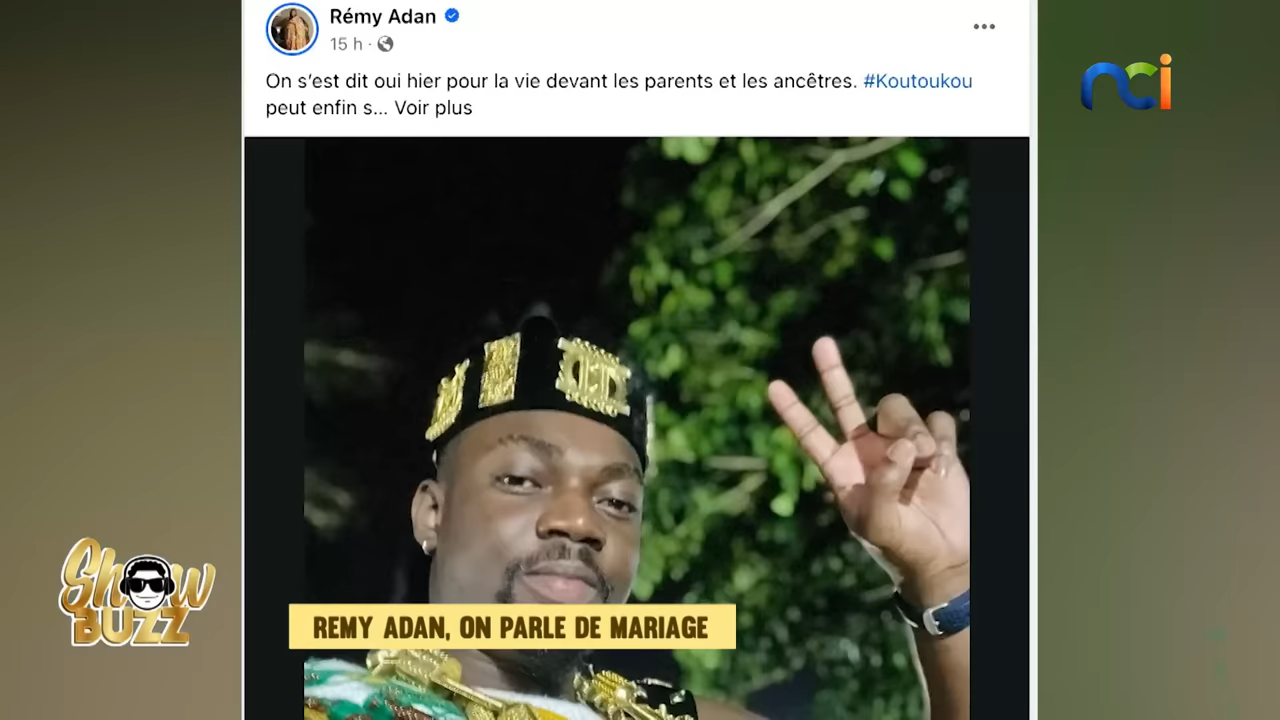 Rémy Adan
15 h ·
On s'est dit oui hier pour la vie devant les parents et les ancêtres. #Koutoukou
peut enfin s... Voir plus
nci
Show
BUZZ
REMY ADAN, ON PARLE DE MARIAGE